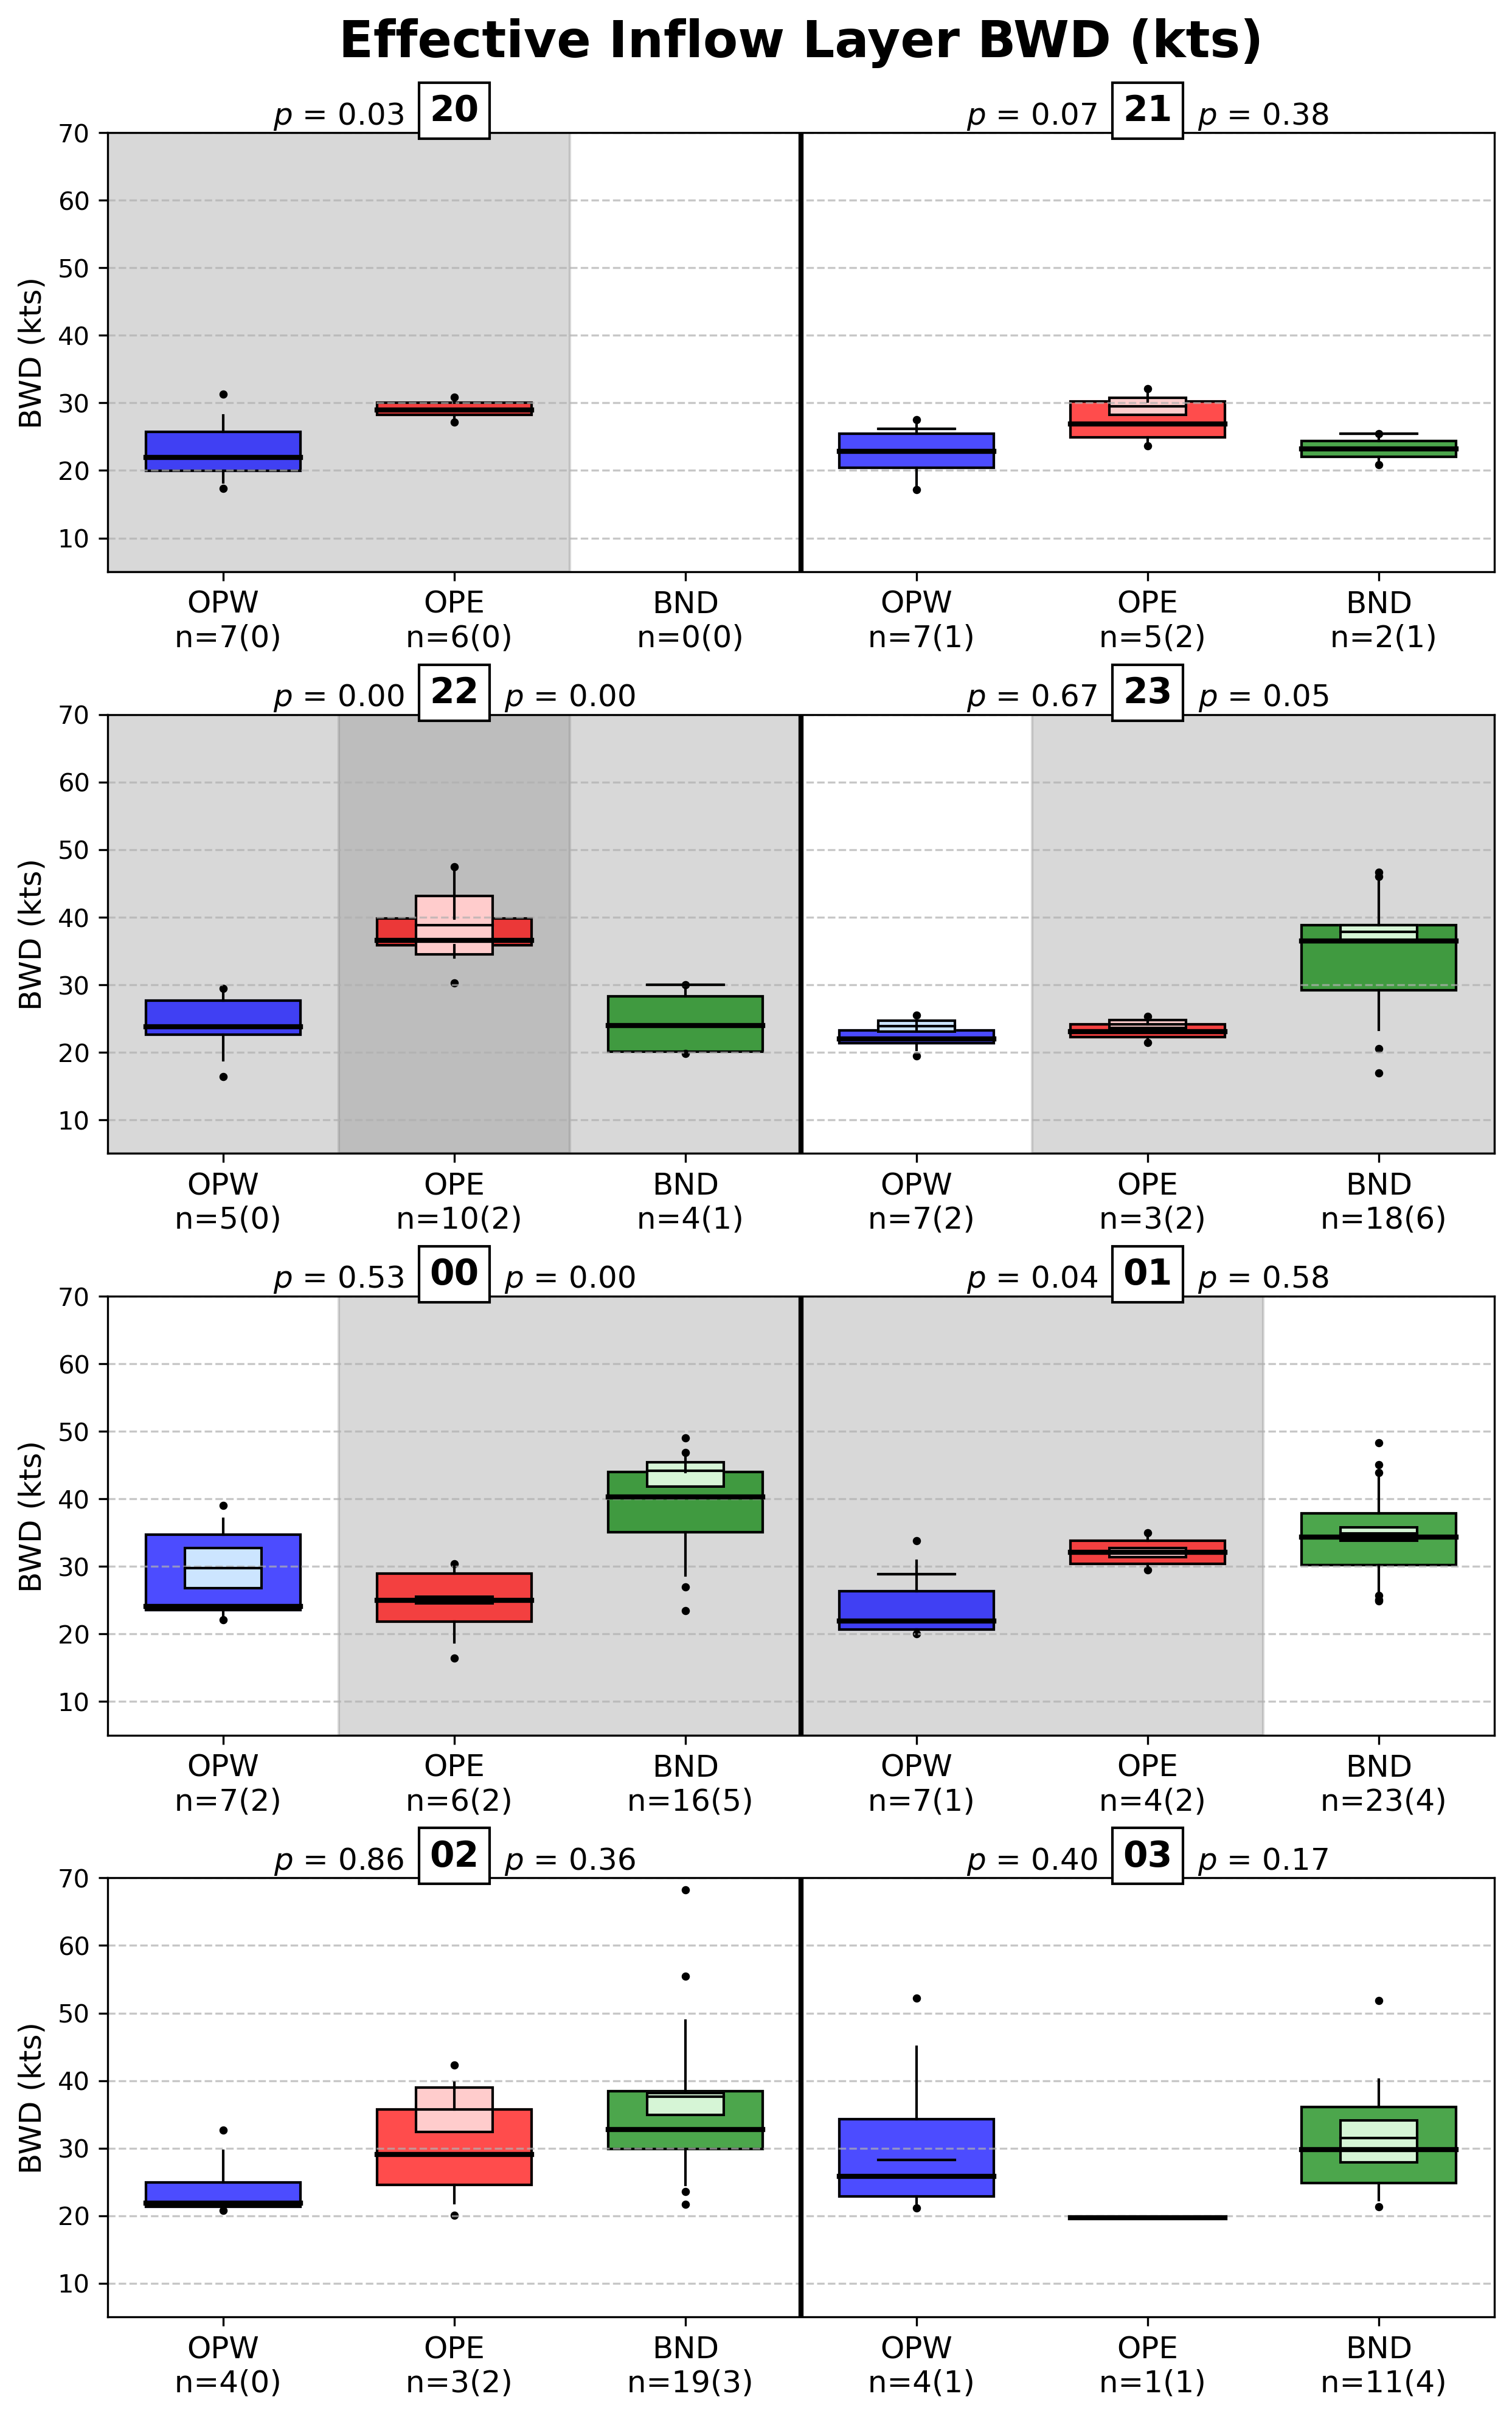 Effective Inflow Layer BWD (kts)
p = 0.03 20
p = 0.07 21 p = 0.38
70
60
50
40
30
20
10
BWD (kts)
OPW OPE BND OPW OPE BND
n=7(0) n=6(0) n=0(0) n=7(1) n=5(2) n=2(1)
p = 0.00 22 p = 0.00
p = 0.67 23 p = 0.05
70
60
50
40
30
20
10
BWD (kts)
OPW OPE BND OPW OPE BND
n=5(0) n=10(2) n=4(1) n=7(2) n=3(2) n=18(6)
p = 0.53 00 p = 0.00
p = 0.04 01 p = 0.58
70
60
50
40
30
20
10
BWD (kts)
OPW OPE BND OPW OPE BND
n=7(2) n=6(2) n=16(5) n=7(1) n=4(2) n=23(4)
p = 0.86 02 p = 0.36
p = 0.40 03 p = 0.17
70
60
50
40
30
20
10
BWD (kts)
OPW OPE BND OPW OPE BND
n=4(0) n=3(2) n=19(3) n=4(1) n=1(1) n=11(4)